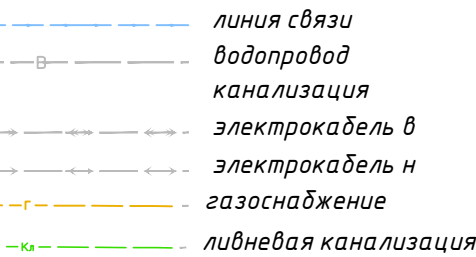 линия связи
В водопровод
канализация
электрокабель в
электрокабель н
Г газоснабжение
Кл ливневая канализация